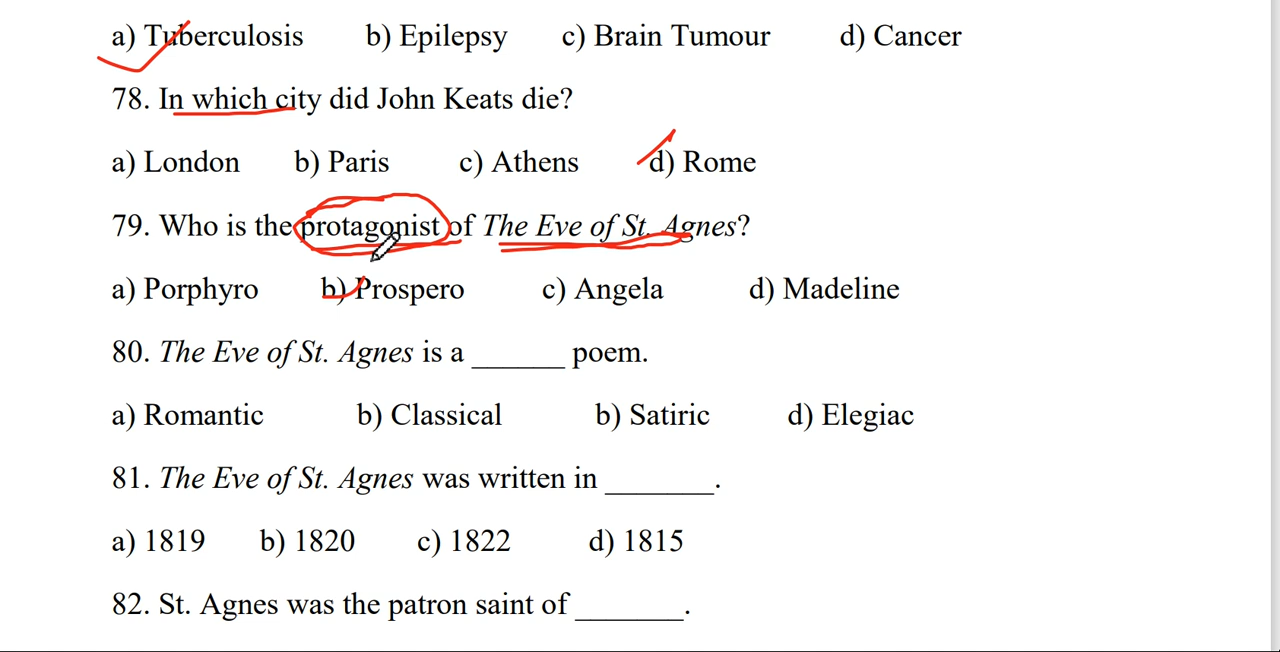 a) Tuberculosis b) Epilepsy c) Brain Tumour d) Cancer
78. In which city did John Keats die?
a) London b) Paris c) Athens d) Rome
79. Who is the protagonist of The Eve of St. Agnes?
a) Porphyro b) Prospero c) Angela d) Madeline
80. The Eve of St. Agnes is a ______ poem.
a) Romantic b) Classical b) Satiric d) Elegiac
81. The Eve of St. Agnes was written in _______.
a) 1819 b) 1820 c) 1822 d) 1815
82. St. Agnes was the patron saint of _______.